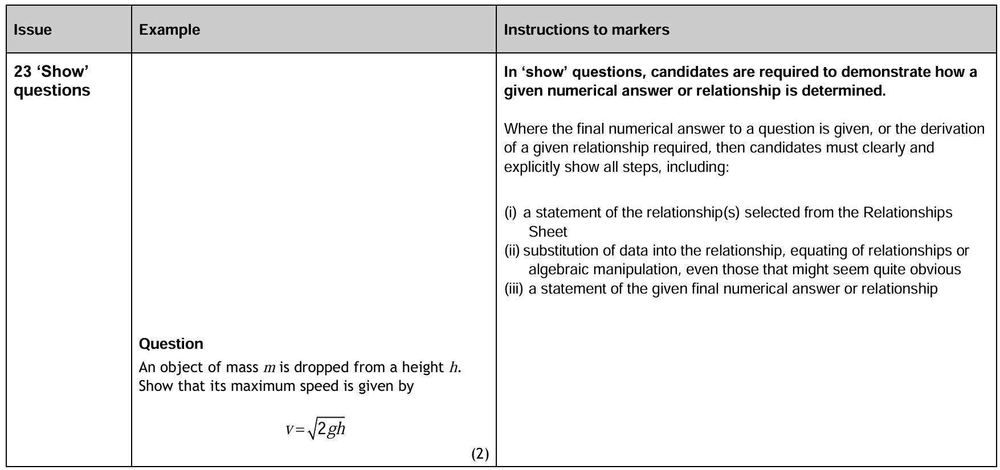 Issue
Example
Instructions to markers
23 ‘Show’
questions
Question
An object of mass m is dropped from a height h.
Show that its maximum speed is given by
v=√2gh
(2)
In ‘show’ questions, candidates are required to demonstrate how a
given numerical answer or relationship is determined.
Where the final numerical answer to a question is given, or the derivation
of a given relationship required, then candidates must clearly and
explicitly show all steps, including:
(i) a statement of the relationship(s) selected from the Relationships
Sheet
(ii) substitution of data into the relationship, equating of relationships or
algebraic manipulation, even those that might seem quite obvious
(iii) a statement of the given final numerical answer or relationship